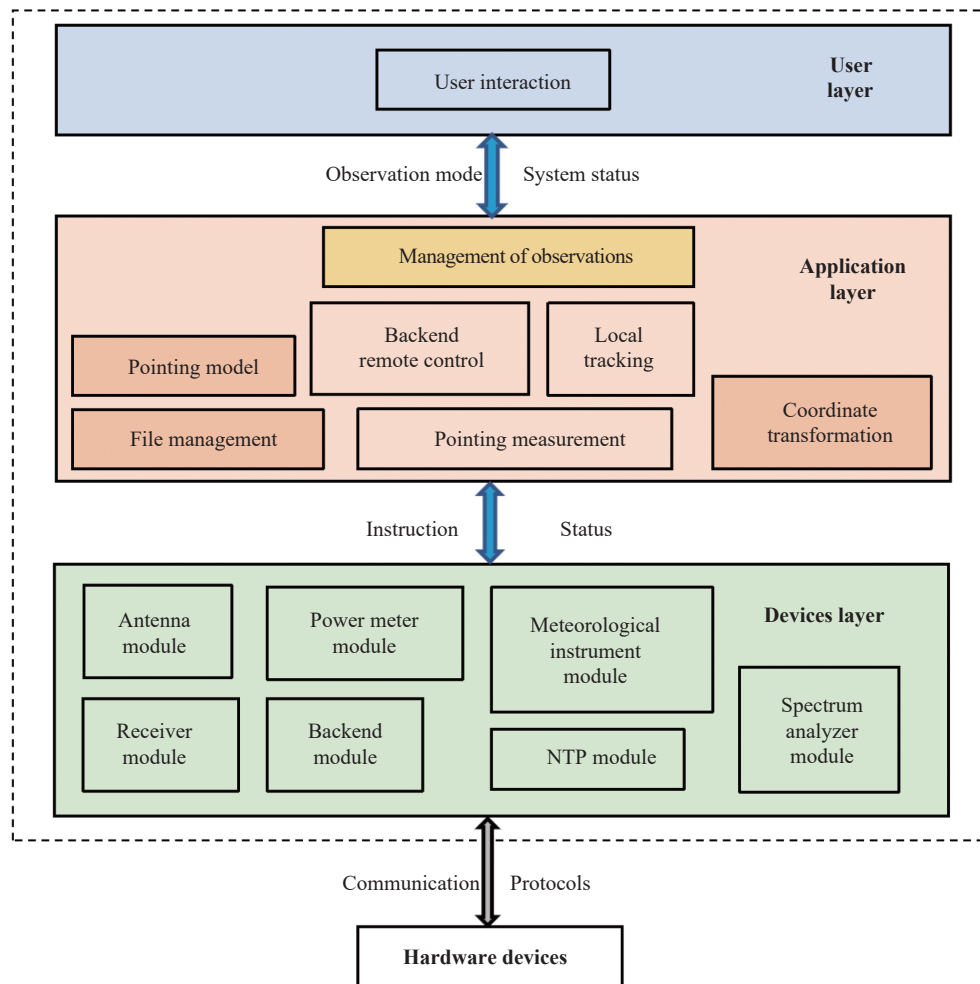 User interaction
User
layer
Observation mode
System status
Management of observations
Application
layer
Backend
remote control
Local
tracking
Pointing model
Coordinate
transformation
File management
Pointing measurement
Instruction
Status
Devices layer
Antenna
module
Power meter
module
Meteorological
instrument
module
Spectrum
analyzer
module
Receiver
module
Backend
module
NTP module
Communication
Protocols
Hardware devices